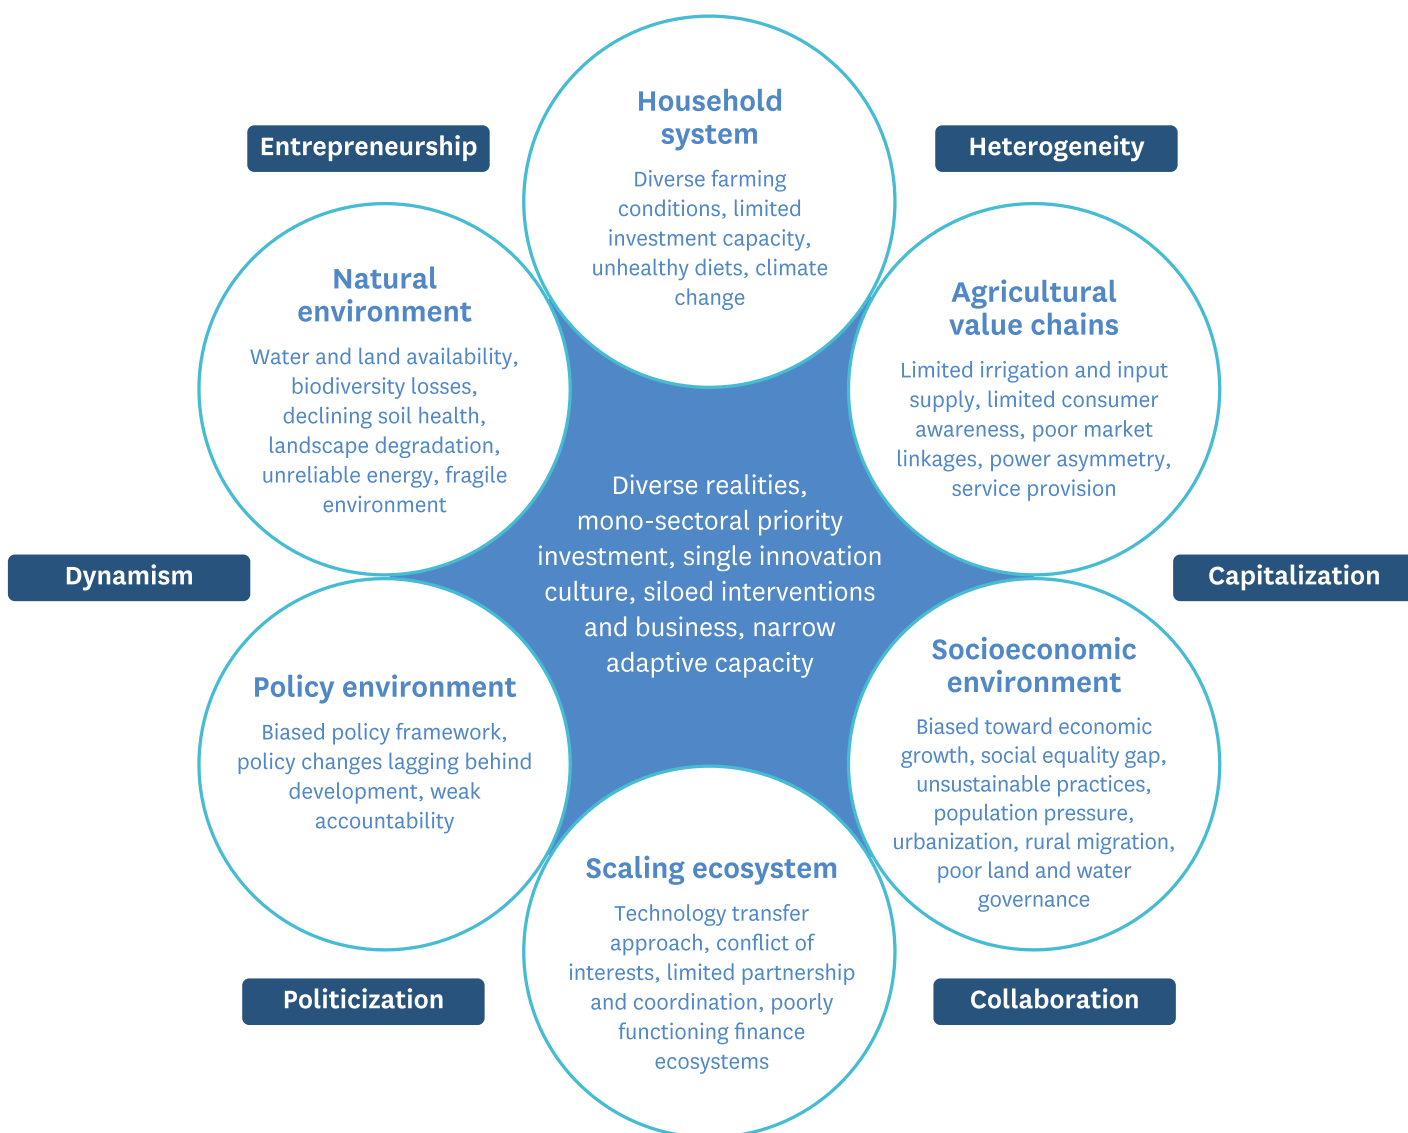 Household
system
Diverse farming
conditions, limited
investment capacity,
unhealthy diets, climate
change
Entrepreneurship
Heterogeneity
Natural
environment
Water and land availability,
biodiversity losses,
declining soil health,
landscape degradation,
unreliable energy, fragile
environment
Agricultural
value chains
Limited irrigation and input
supply, limited consumer
awareness, poor market
linkages, power asymmetry,
service provision
Diverse realities,
mono-sectoral priority
investment, single innovation
culture, siloed interventions
and business, narrow
adaptive capacity
Dynamism
Capitalization
Policy environment
Biased policy framework,
policy changes lagging behind
development, weak
accountability
Socioeconomic
environment
Biased toward economic
growth, social equality gap,
unsustainable practices,
population pressure,
urbanization, rural migration,
poor land and water
governance
Scaling ecosystem
Technology transfer
approach, conflict of
interests, limited partnership
and coordination, poorly
functioning finance
ecosystems
Politicization
Collaboration